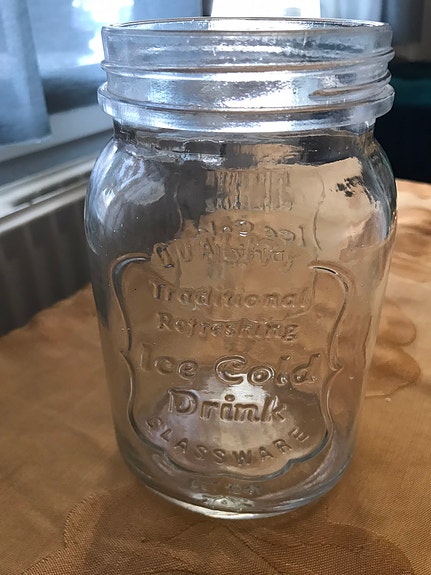 QUALITY
Traditional
Refreshing
Ice Cold
Drink
GLASSWARE